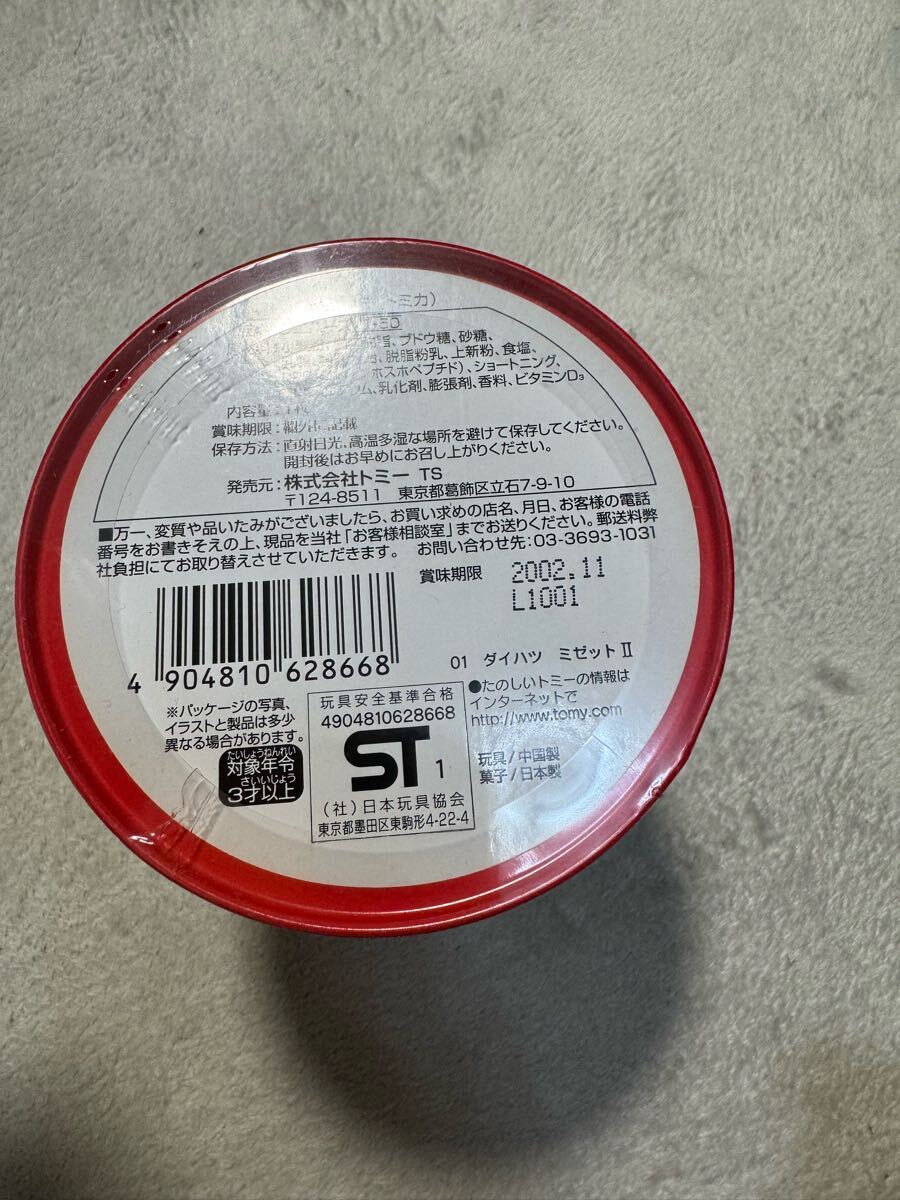 トミカ）
脂、ブドウ糖、砂糖、
、脱脂粉乳、上新粉、食塩、
ホスホペプチド）、ショートニング、
ム、乳化剤、膨張剤、香料、ビタミンD₃
内容量：
賞味期限：欄外に記載
保存方法：直射日光、高温多湿な場所を避けて保存してください。
開封後はお早めにお召し上がりください。
発売元：株式会社トミー TS
〒124-8511 東京都葛飾区立石7-9-10
■万一、変質や品いたみがございましたら、お買い求めの店名、月日、お客様の電話
番号をお書きそえの上、現品を当社「お客様相談室」までお送りください。郵送料弊
社負担にてお取り替えさせていただきます。 お問い合わせ先：03-3693-1031
賞味期限 2002.11
L1001
4 904810 628668
01 ダイハツ ミゼットⅡ
※パッケージの写真、
イラストと製品は多少
異なる場合があります。
たいしょうねんれい
対象年令
さいいじょう
3才以上
玩具安全基準合格
4904810628668
ST 1
（社）日本玩具協会
東京都墨田区東駒形4-22-4
●たのしいトミーの情報は
インターネットで
http://www.tomy.com
玩具/中国製
菓子/日本製